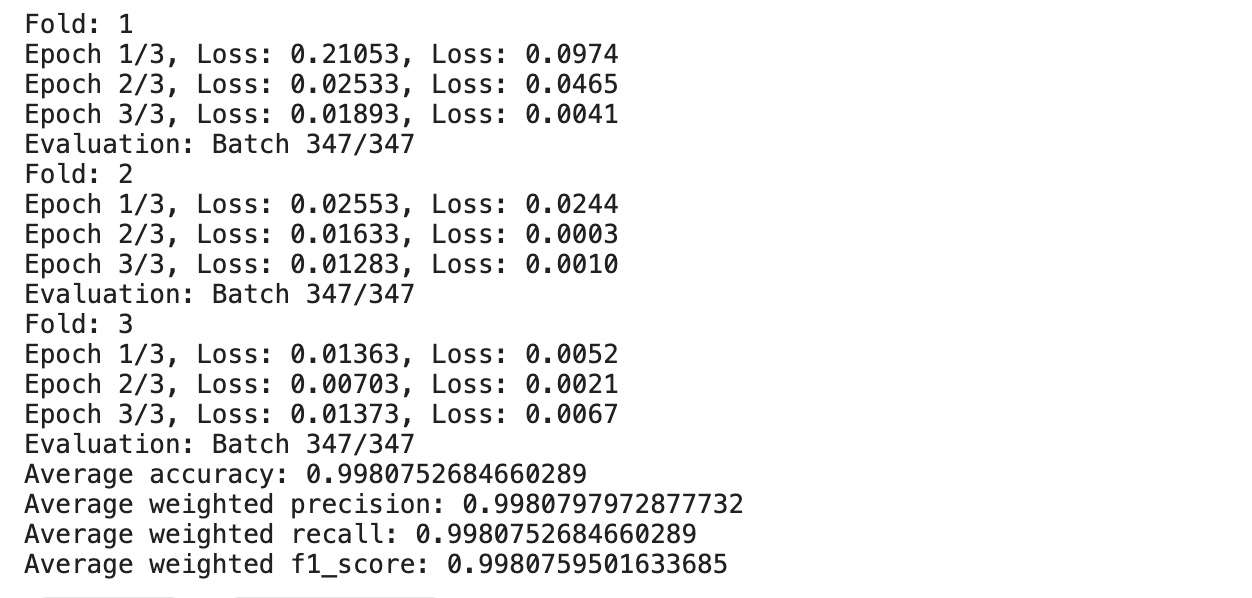 Fold: 1
Epoch 1/3, Loss: 0.21053, Loss: 0.0974
Epoch 2/3, Loss: 0.02533, Loss: 0.0465
Epoch 3/3, Loss: 0.01893, Loss: 0.0041
Evaluation: Batch 347/347
Fold: 2
Epoch 1/3, Loss: 0.02553, Loss: 0.0244
Epoch 2/3, Loss: 0.01633, Loss: 0.0003
Epoch 3/3, Loss: 0.01283, Loss: 0.0010
Evaluation: Batch 347/347
Fold: 3
Epoch 1/3, Loss: 0.01363, Loss: 0.0052
Epoch 2/3, Loss: 0.00703, Loss: 0.0021
Epoch 3/3, Loss: 0.01373, Loss: 0.0067
Evaluation: Batch 347/347
Average accuracy: 0.9980752684660289
Average weighted precision: 0.9980797972877732
Average weighted recall: 0.9980752684660289
Average weighted f1_score: 0.9980759501633685